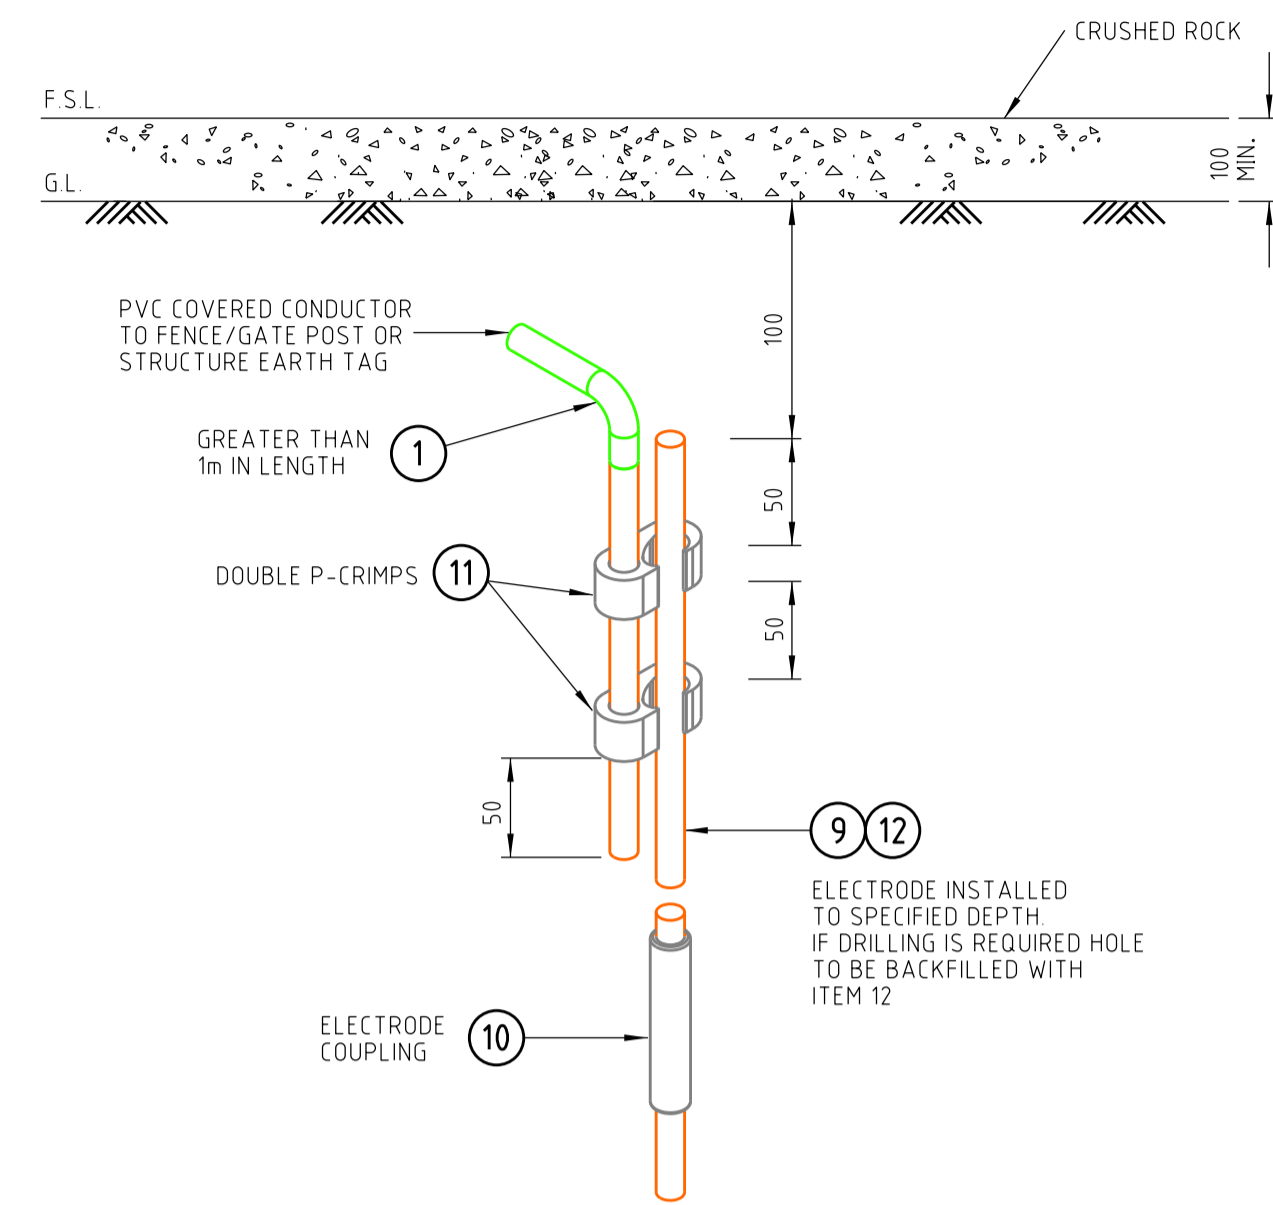 CRUSHED ROCK
F.S.L.
100
MIN.
G.L.
PVC COVERED CONDUCTOR
TO FENCE/GATE POST OR
STRUCTURE EARTH TAG
100
GREATER THAN
1m IN LENGTH
1
50
DOUBLE P-CRIMPS
11
50
50
9
12
ELECTRODE INSTALLED
TO SPECIFIED DEPTH.
IF DRILLING IS REQUIRED HOLE
TO BE BACKFILLED WITH
ITEM 12
ELECTRODE
COUPLING
10